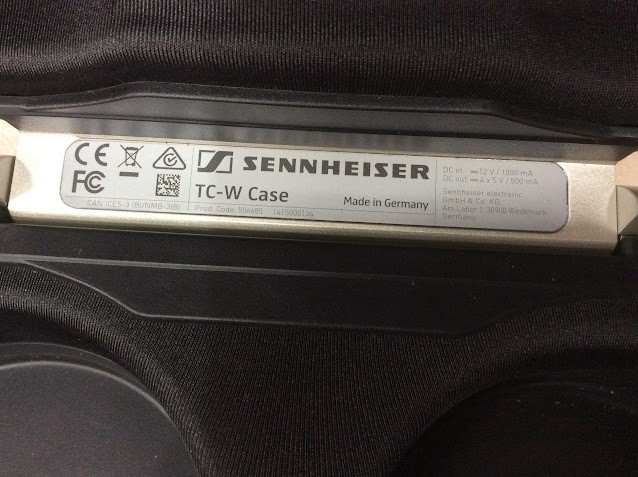 CE
FC
CAN ICES-3 (B)/NMB-3(B)
SENNHEISER
TC-W Case
Made in Germany
Prod. Code 506685 1415000134
DC in: 12 V / 1000 mA
DC out: 4 x 5 V / 500 mA
Sennheiser electronic
GmbH & Co. KG,
Am Labor 1, 30900 Wedemark,
Germany